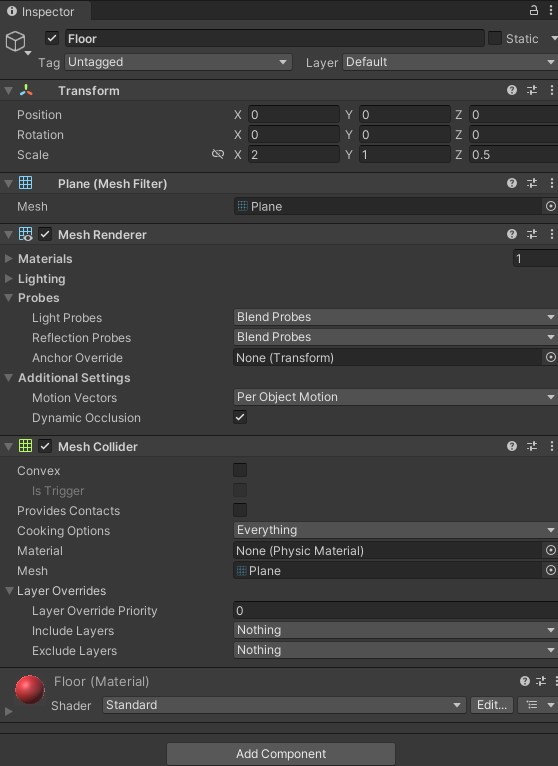 Inspector
Floor Static
Tag Untagged Layer Default
Transform
Position X 0 Y 0 Z 0
Rotation X 0 Y 0 Z 0
Scale X 2 Y 1 Z 0.5
Plane (Mesh Filter)
Mesh Plane
Mesh Renderer
Materials 1
Lighting
Probes
Light Probes Blend Probes
Reflection Probes Blend Probes
Anchor Override None (Transform)
Additional Settings
Motion Vectors Per Object Motion
Dynamic Occlusion
Mesh Collider
Convex
Is Trigger
Provides Contacts
Cooking Options Everything
Material None (Physic Material)
Mesh Plane
Layer Overrides
Layer Override Priority 0
Include Layers Nothing
Exclude Layers Nothing
Floor (Material)
Shader Standard Edit...
Add Component